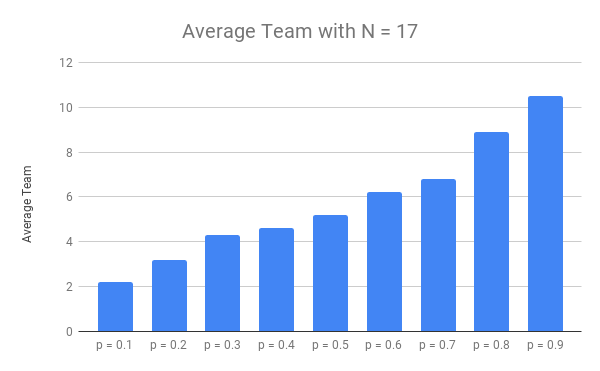 Average Team with N = 17
Average Team
12
10
8
6
4
2
0
p = 0.1 p = 0.2 p = 0.3 p = 0.4 p = 0.5 p = 0.6 p = 0.7 p = 0.8 p = 0.9